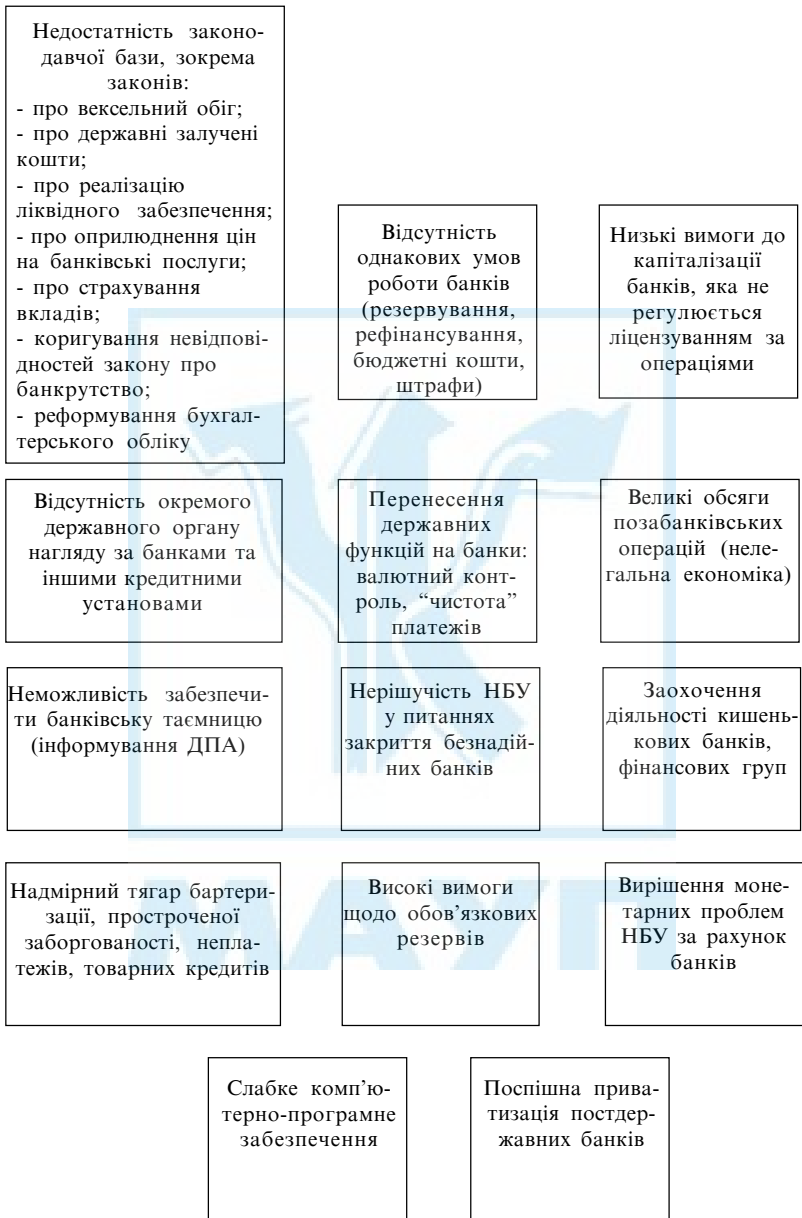 Недостатність законо-
давчої бази, зокрема
законів:
- про вексельний обіг;
- про державні залучені
кошти;
- про реалізацію
ліквідного забезпечення;
- про оприлюднення цін
на банківські послуги;
- про страхування
вкладів;
- коригування невідпові-
дностей закону про
банкрутство;
- реформування бухгал-
терського обліку
Відсутність
однакових умов
роботи банків
(резервування,
рефінансування,
бюджетні кошти,
штрафи)
Низькі вимоги до
капіталізації
банків, яка не
регулюється
ліцензуванням за
операціями
Відсутність окремого
державного органу
нагляду за банками та
іншими кредитними
установами
Перенесення
державних
функцій на банки:
валютний конт-
роль, “чистота”
платежів
Великі обсяги
позабанківських
операцій (неле-
гальна економіка)
Неможливість забезпечи-
ти банківську таємницю
(інформування ДПА)
Нерішучість НБУ
у питаннях
закриття безнадій-
них банків
Заохочення
діяльності кишень-
кових банків,
фінансових груп
Надмірний тягар бартери-
зації, простроченої
заборгованості, непла-
тежів, товарних кредитів
Високі вимоги
щодо обов’язкових
резервів
Вирішення моне-
тарних проблем
НБУ за рахунок
банків
Слабке комп’ю-
терно-програмне
забезпечення
Поспішна прива-
тизація постдер-
жавних банків
МАУП